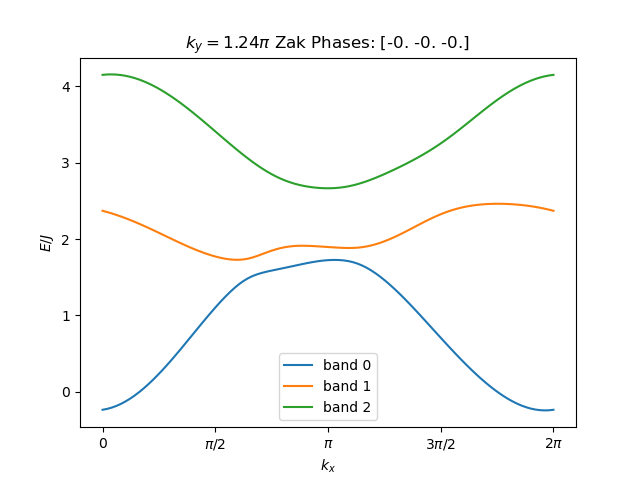 k_y = 1.24π Zak Phases: [-0. -0. -0.]
4
3
2
1
0
E/J
band 0
band 1
band 2
0 π/2 π 3π/2 2π
k_x